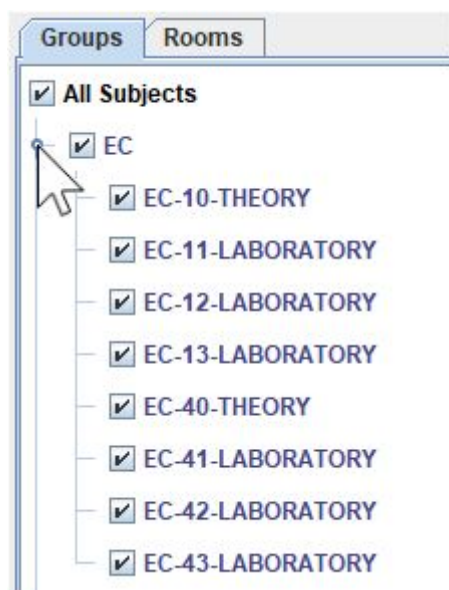 Groups Rooms
All Subjects
EC
EC-10-THEORY
EC-11-LABORATORY
EC-12-LABORATORY
EC-13-LABORATORY
EC-40-THEORY
EC-41-LABORATORY
EC-42-LABORATORY
EC-43-LABORATORY